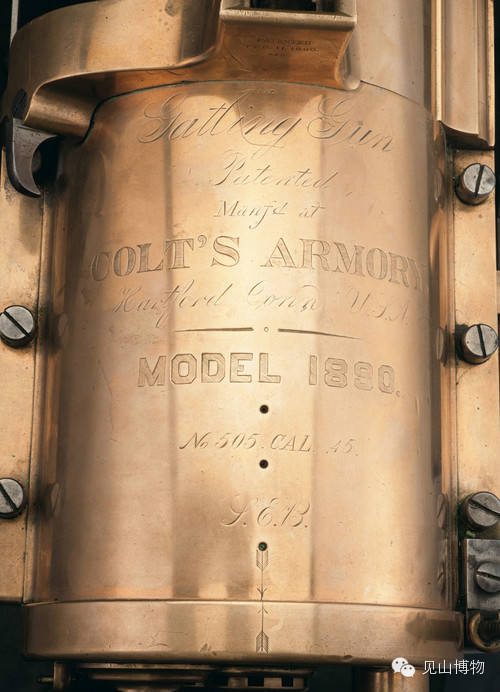 PATENTED
Gatling Gun
Patented
Manf'd at
COLT'S ARMORY
Hartford Conn. U.S.A.
MODEL 1890.
No 505. CAL .45.
S.E.B.
见山博物